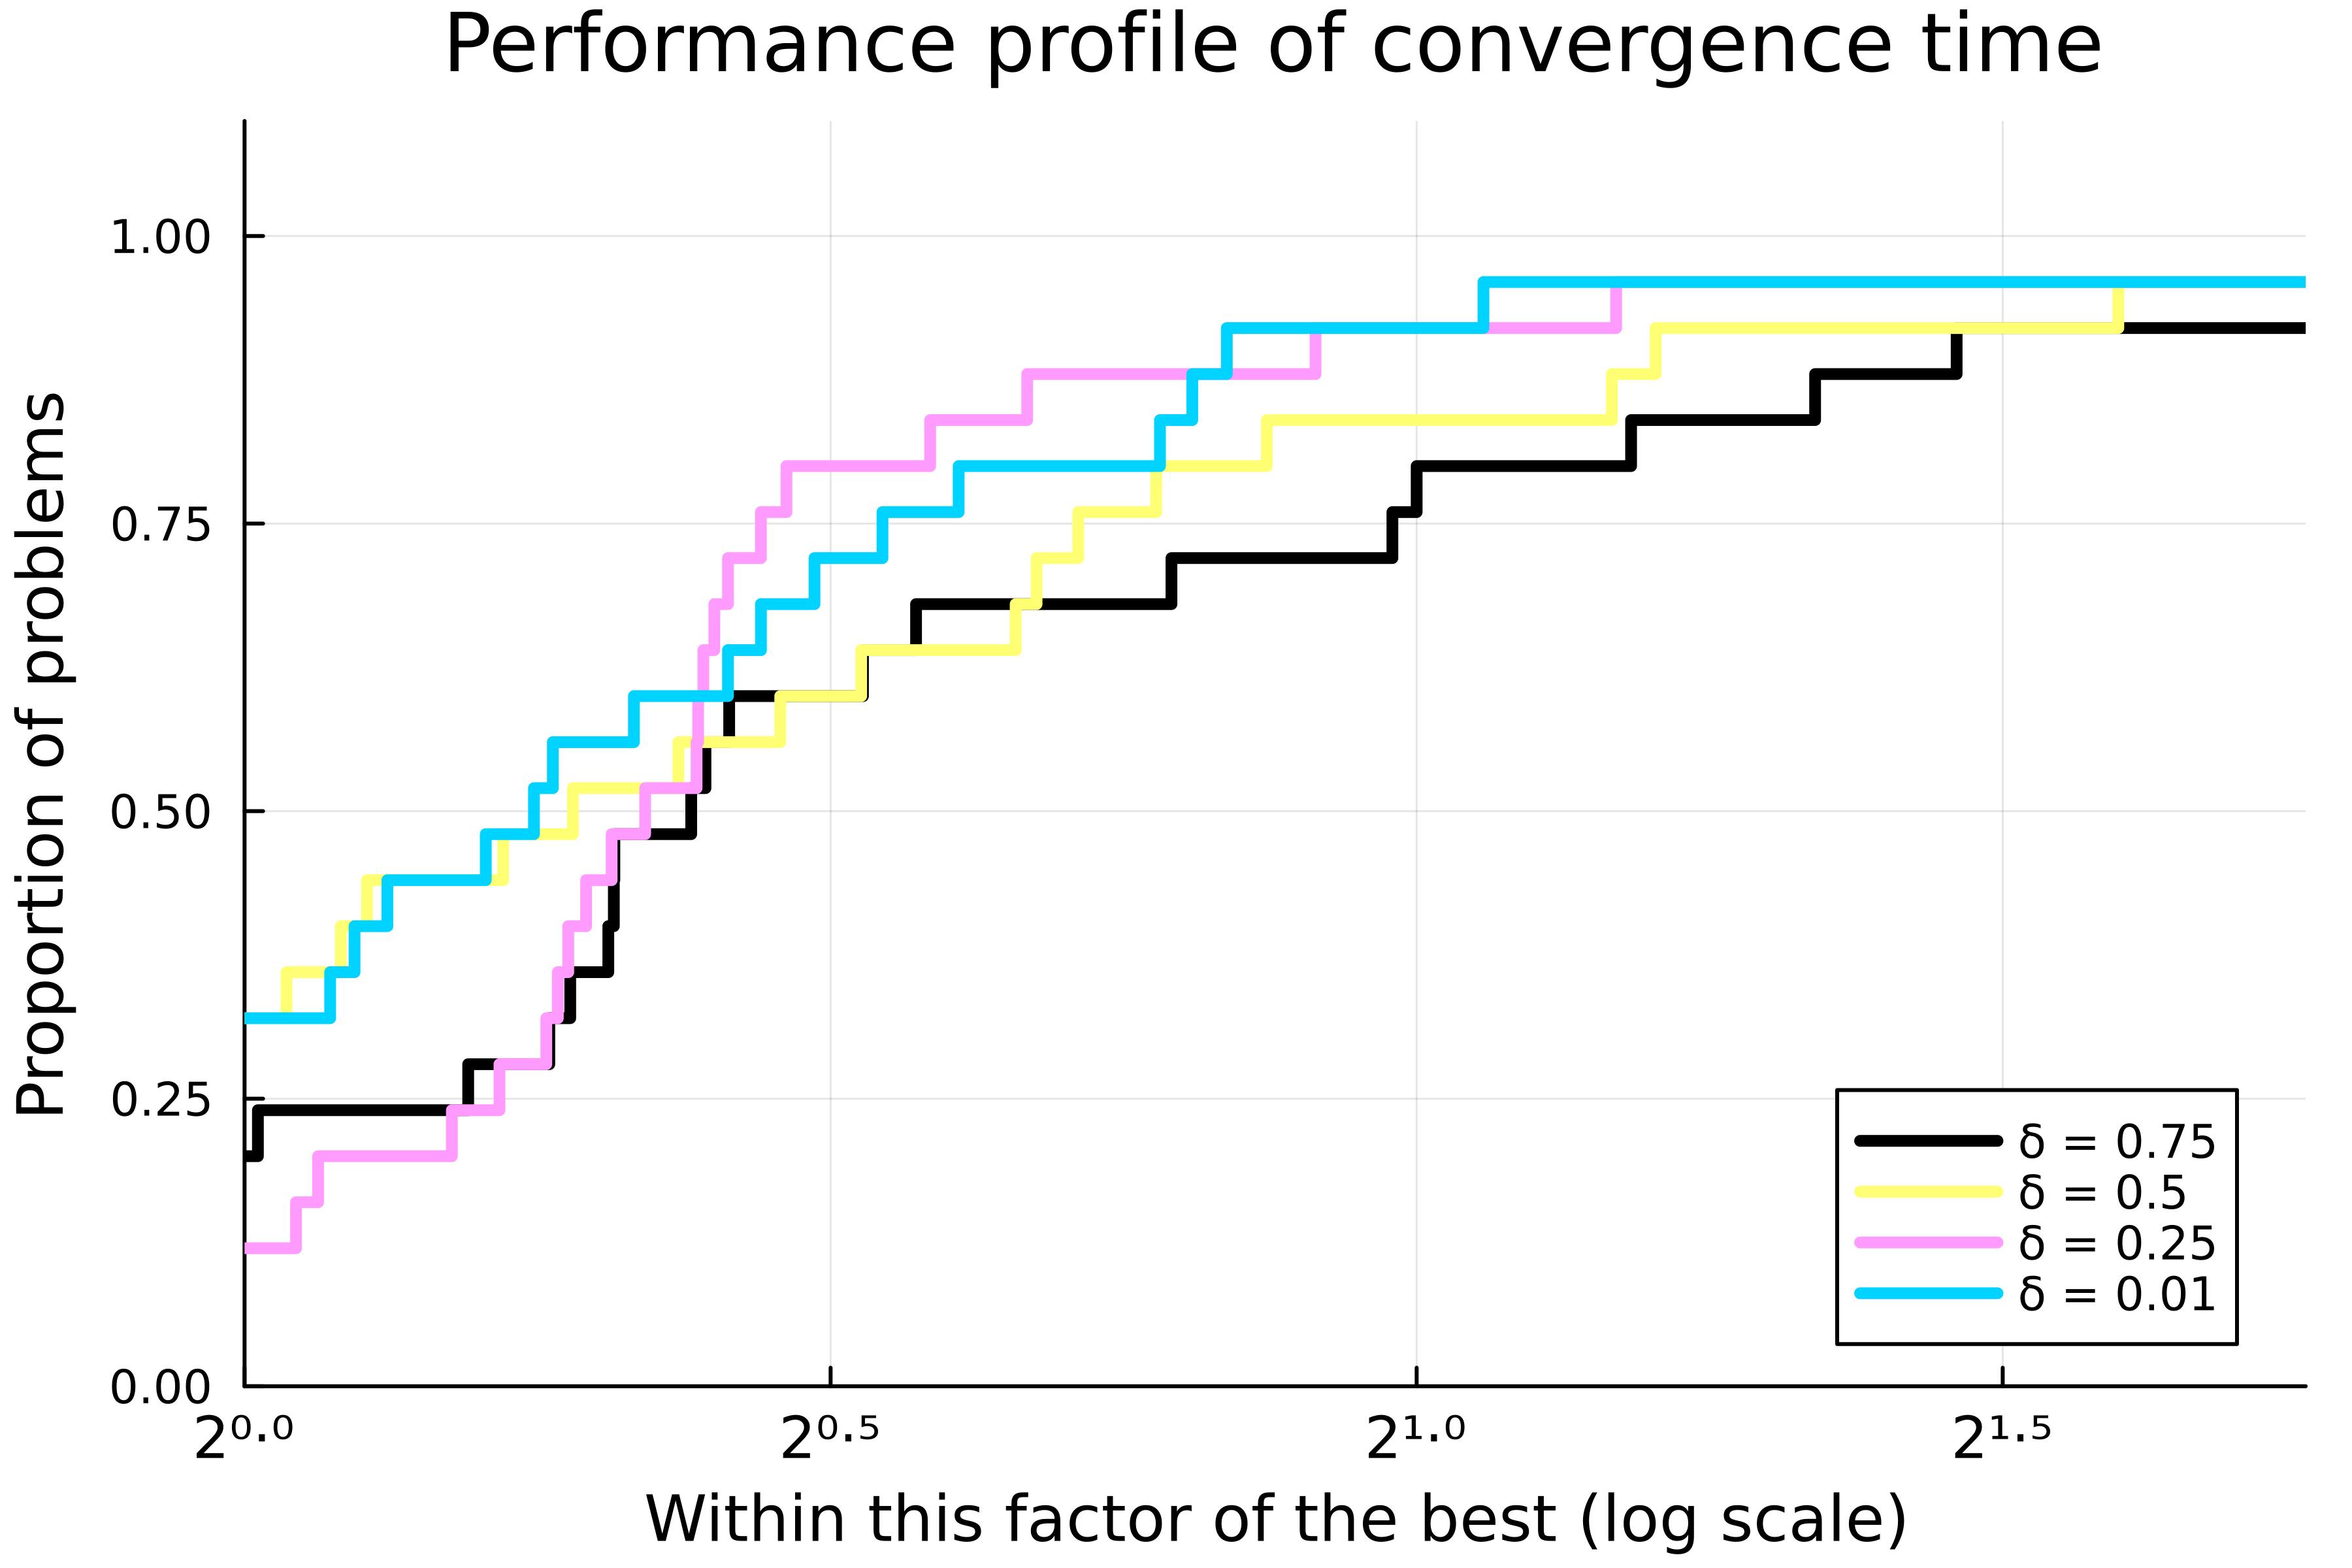 Performance profile of convergence time
Proportion of problems
1.00
0.75
0.50
0.25
0.00
2⁰·⁰
2⁰·⁵
2¹·⁰
2¹·⁵
Within this factor of the best (log scale)
δ = 0.75
δ = 0.5
δ = 0.25
δ = 0.01